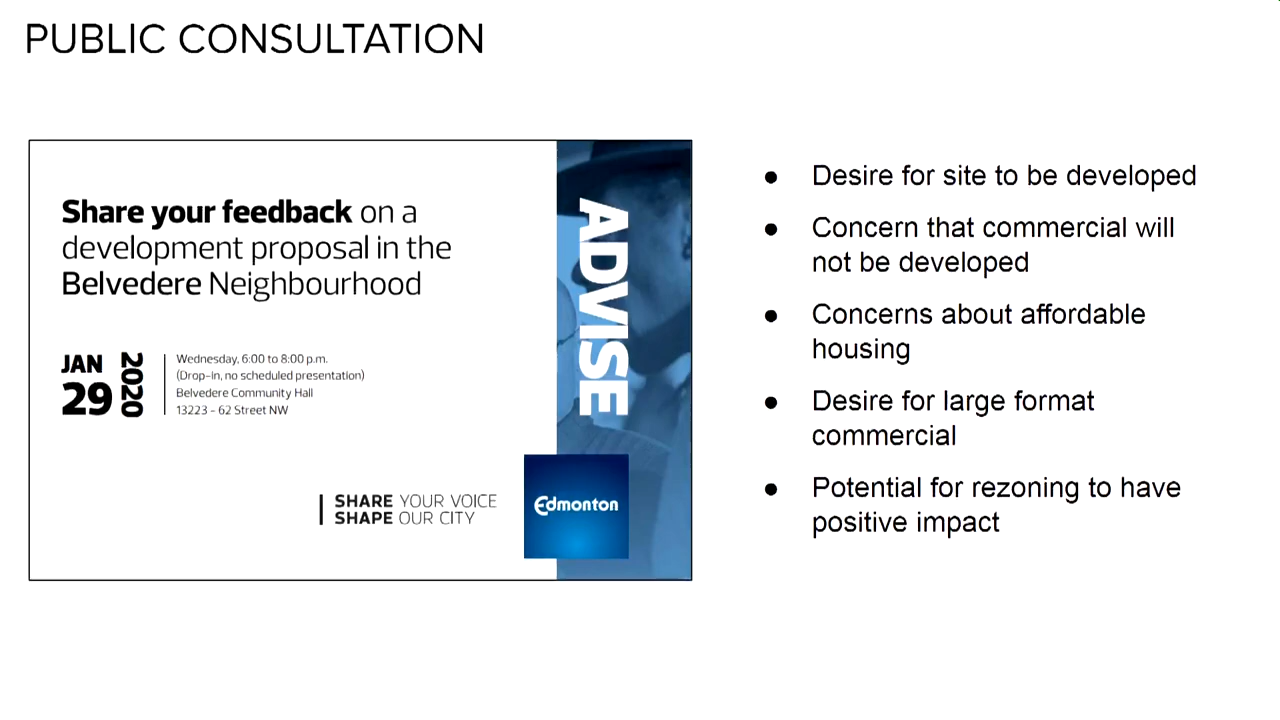 PUBLIC CONSULTATION
Share your feedback on a
development proposal in the
Belvedere Neighbourhood
JAN
29
2020
Wednesday, 6:00 to 8:00 p.m.
(Drop-in, no scheduled presentation)
Belvedere Community Hall
13223 - 62 Street NW
SHARE YOUR VOICE
SHAPE OUR CITY
ADVISE
Edmonton
● Desire for site to be developed
● Concern that commercial will
not be developed
● Concerns about affordable
housing
● Desire for large format
commercial
● Potential for rezoning to have
positive impact